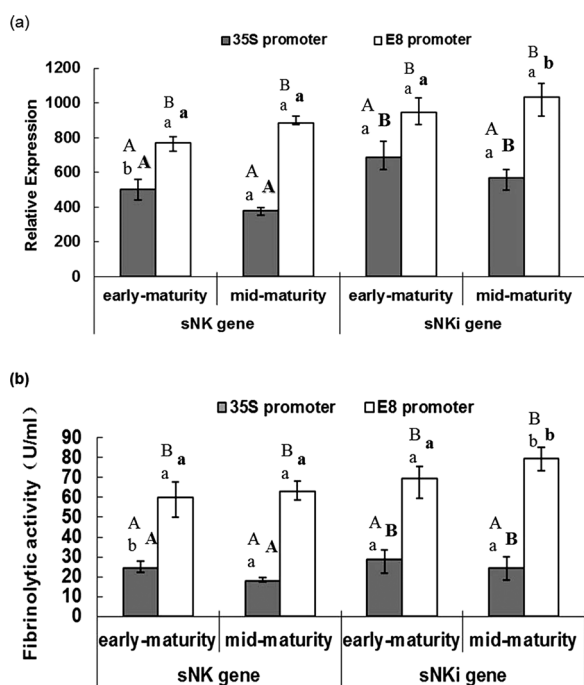 (a)
35S promoter E8 promoter
Relative Expression
1200
1000
800
600
400
200
0
A
b A
B
a a
A
a A
B
a a
A
a B
B
a a
A
a B
B
a b
early-maturity mid-maturity early-maturity mid-maturity
sNK gene sNKi gene
(b)
35S promoter E8 promoter
Fibrinolytic activity (U/ml)
90
80
70
60
50
40
30
20
10
0
A
b A
B
a a
A
a A
B
a a
A
a B
B
a a
A
a B
B
b b
early-maturity mid-maturity early-maturity mid-maturity
sNK gene sNKi gene